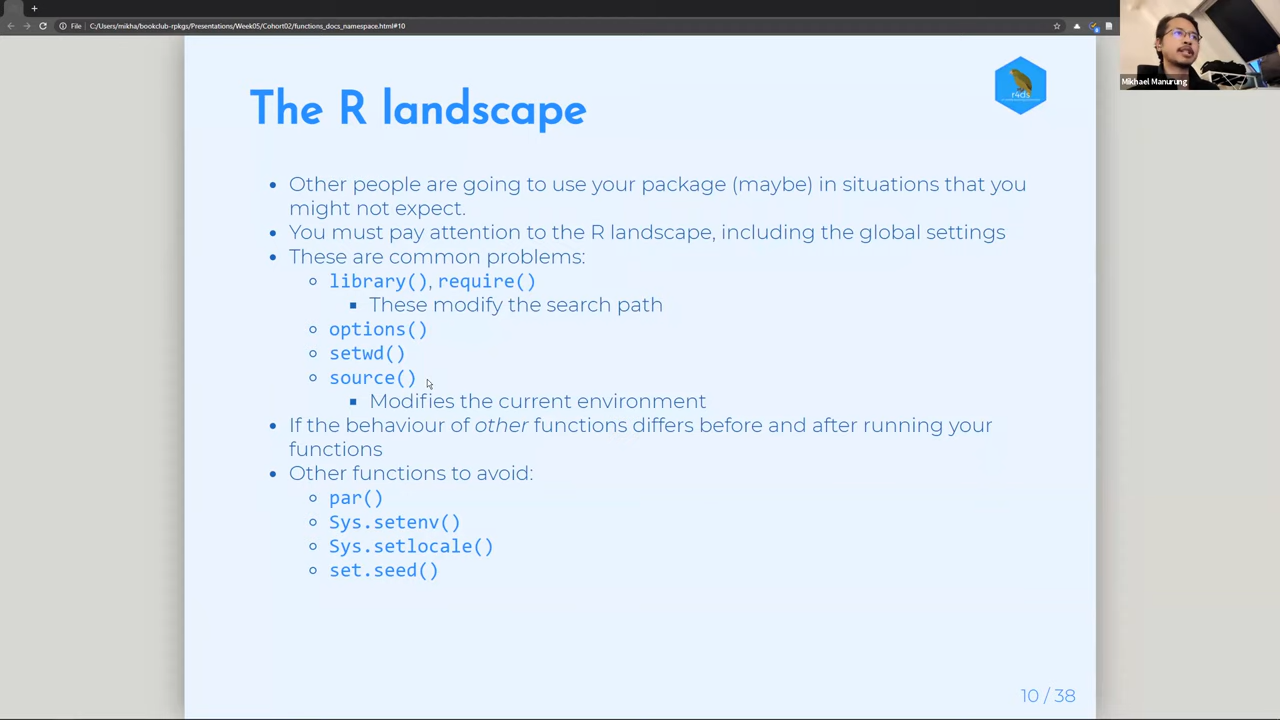 File
C:/Users/mikha/bookclub-rpkgs/Presentations/Week05/Cohort02/functions_docs_namespace.html#10
Mikhael Manurung
The R landscape
r4ds
• Other people are going to use your package (maybe) in situations that you
might not expect.
• You must pay attention to the R landscape, including the global settings
• These are common problems:
library(), require()
These modify the search path
options()
setwd()
source()
Modifies the current environment
• If the behaviour of other functions differs before and after running your
functions
• Other functions to avoid:
par()
Sys.setenv()
Sys.setlocale()
set.seed()
10 / 38